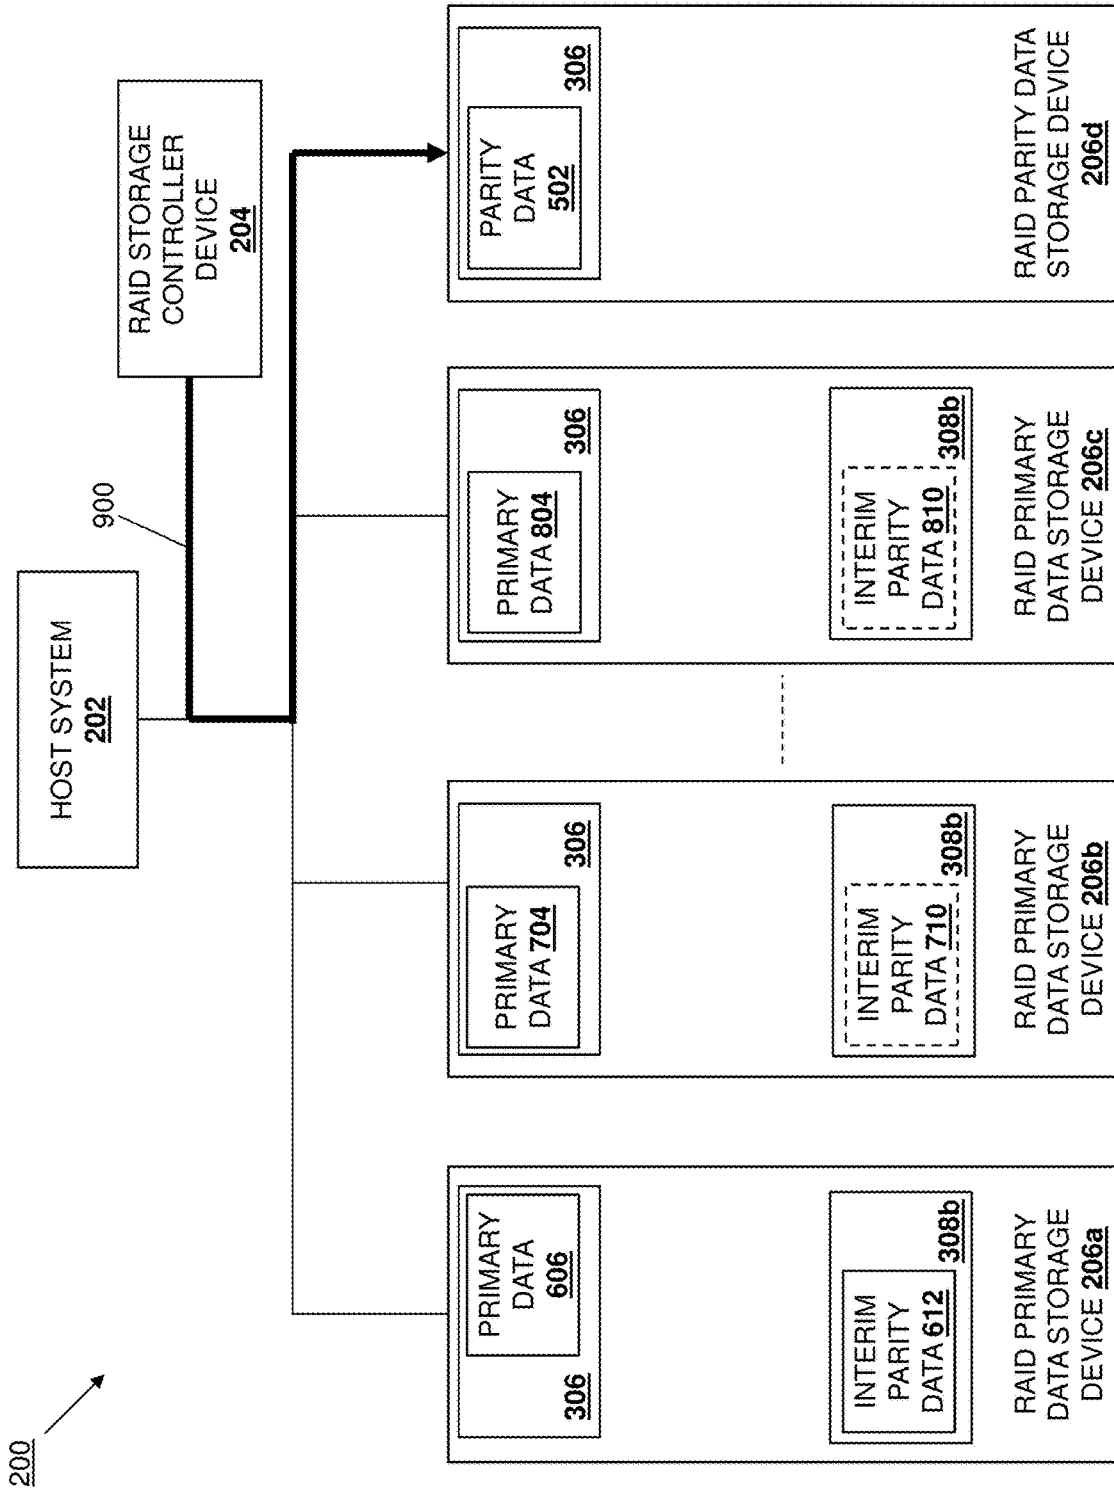 200
HOST SYSTEM
202
900
RAID STORAGE
CONTROLLER
DEVICE
204
PRIMARY
DATA
606
306
INTERIM
PARITY
DATA 612
308b
RAID PRIMARY
DATA STORAGE
DEVICE 206a
PRIMARY
DATA 704
306
INTERIM
PARITY
DATA 710
308b
RAID PRIMARY
DATA STORAGE
DEVICE 206b
PRIMARY
DATA 804
306
INTERIM
PARITY
DATA 810
308b
RAID PRIMARY
DATA STORAGE
DEVICE 206c
PARITY
DATA
502
306
RAID PARITY DATA
STORAGE DEVICE
206d